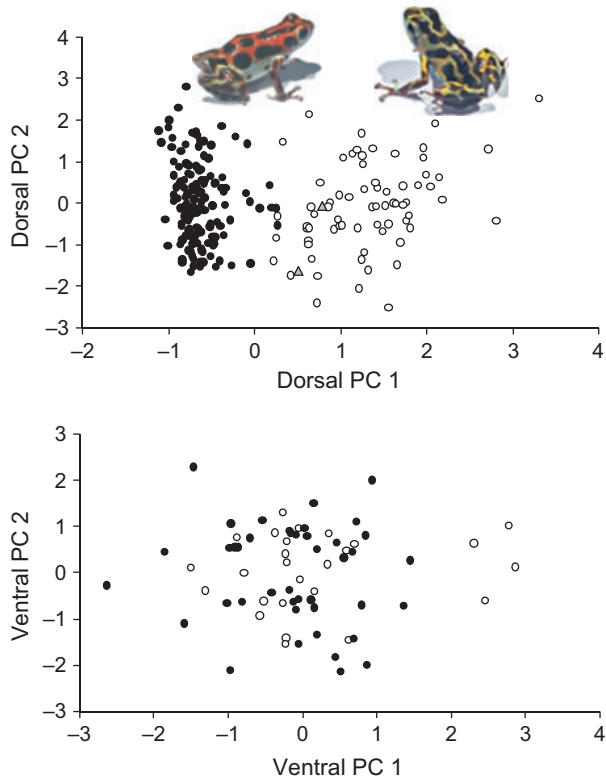 4
3
2
1
0
–1
–2
–3
Dorsal PC 2
–2 –1 0 1 2 3 4
Dorsal PC 1
3
2
1
0
–1
–2
–3
Ventral PC 2
–3 –2 –1 0 1 2 3 4
Ventral PC 1